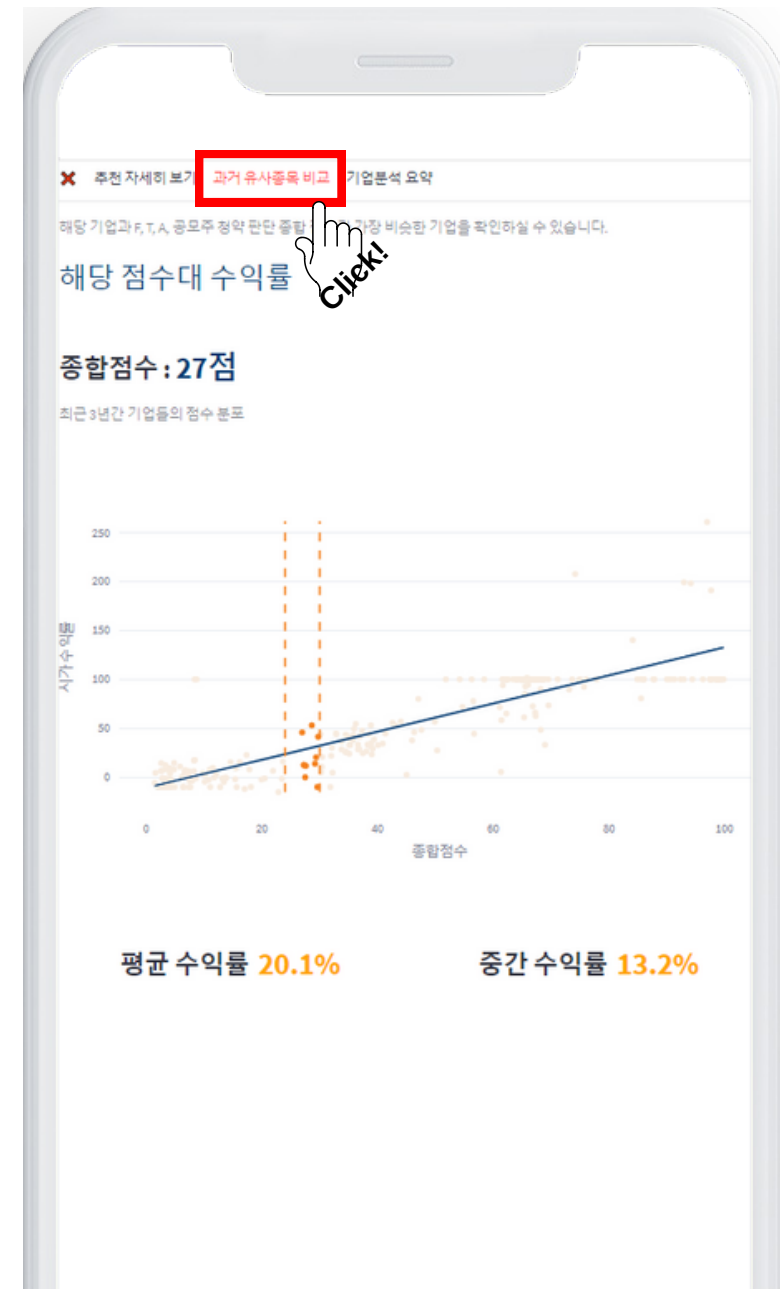 추천 자세히 보기 과거 유사종목 비교 기업분석 요약
해당 기업과 F, T, A, 공모주 청약 판단 종합 가장 비슷한 기업을 확인하실 수 있습니다.
Click!
해당 점수대 수익률
종합점수 : 27점
최근 3년간 기업들의 점수 분포
250
200
150
100
50
0
시가 수익률
0 20 40 60 80 100
종합점수
평균 수익률 20.1% 중간 수익률 13.2%